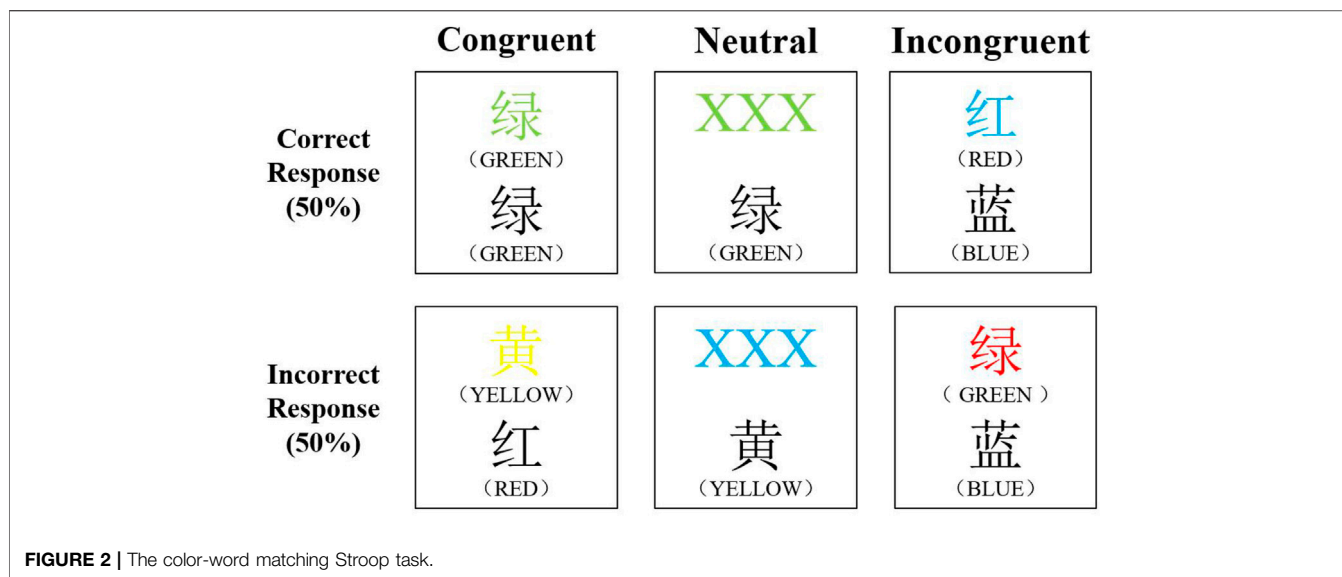 Congruent Neutral Incongruent
Correct
Response
(50%)
绿
（GREEN）
绿
（GREEN）
XXX
绿
（GREEN）
红
（RED）
蓝
（BLUE）
Incorrect
Response
(50%)
黄
（YELLOW）
红
（RED）
XXX
黄
（YELLOW）
绿
（ GREEN ）
蓝
（BLUE）
FIGURE 2 | The color-word matching Stroop task.